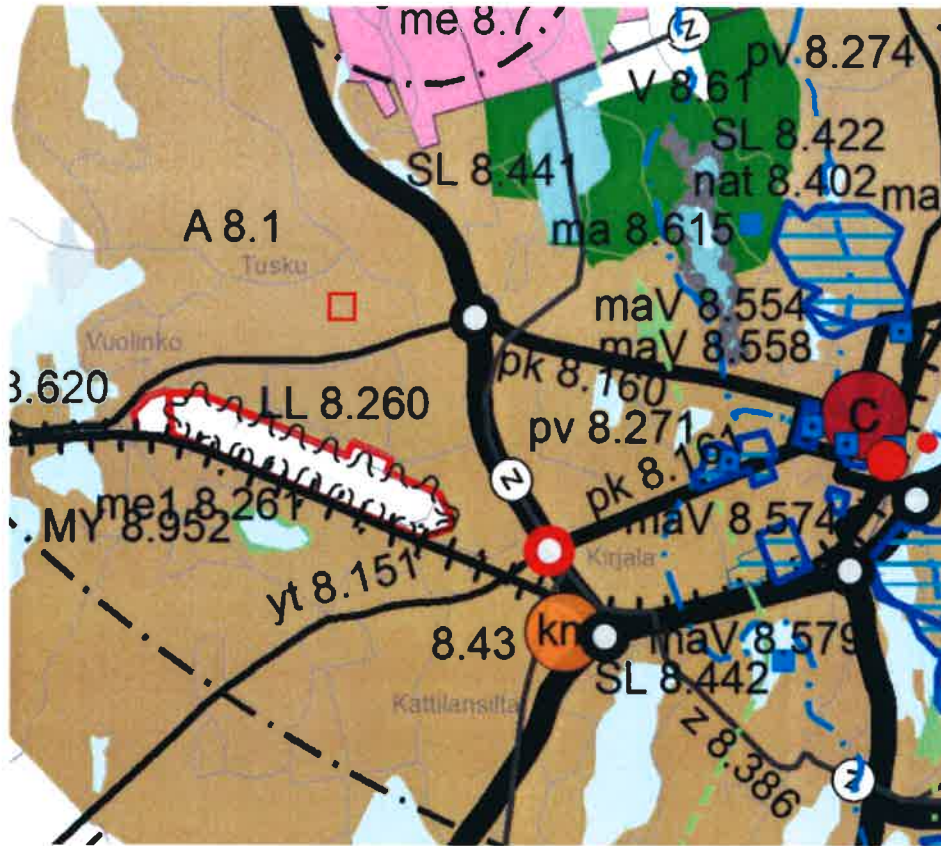 me 8.7
Z
pv 8.274
V 8.61
SL 8.422
SL 8.441
nat 8.402
ma
A 8.1
ma 8.615
Tusku
maV 8.554
Vuolinko
maV 8.558
pk 8.160
8.620
LL 8.260
C
pv 8.271
Z
pk 8.161
me1 8.261
maV 8.574
MY 8.952
Kirjala
yt 8.151
8.43
km
maV 8.579
SL 8.442
Kattilansilta
z 8.386
Z